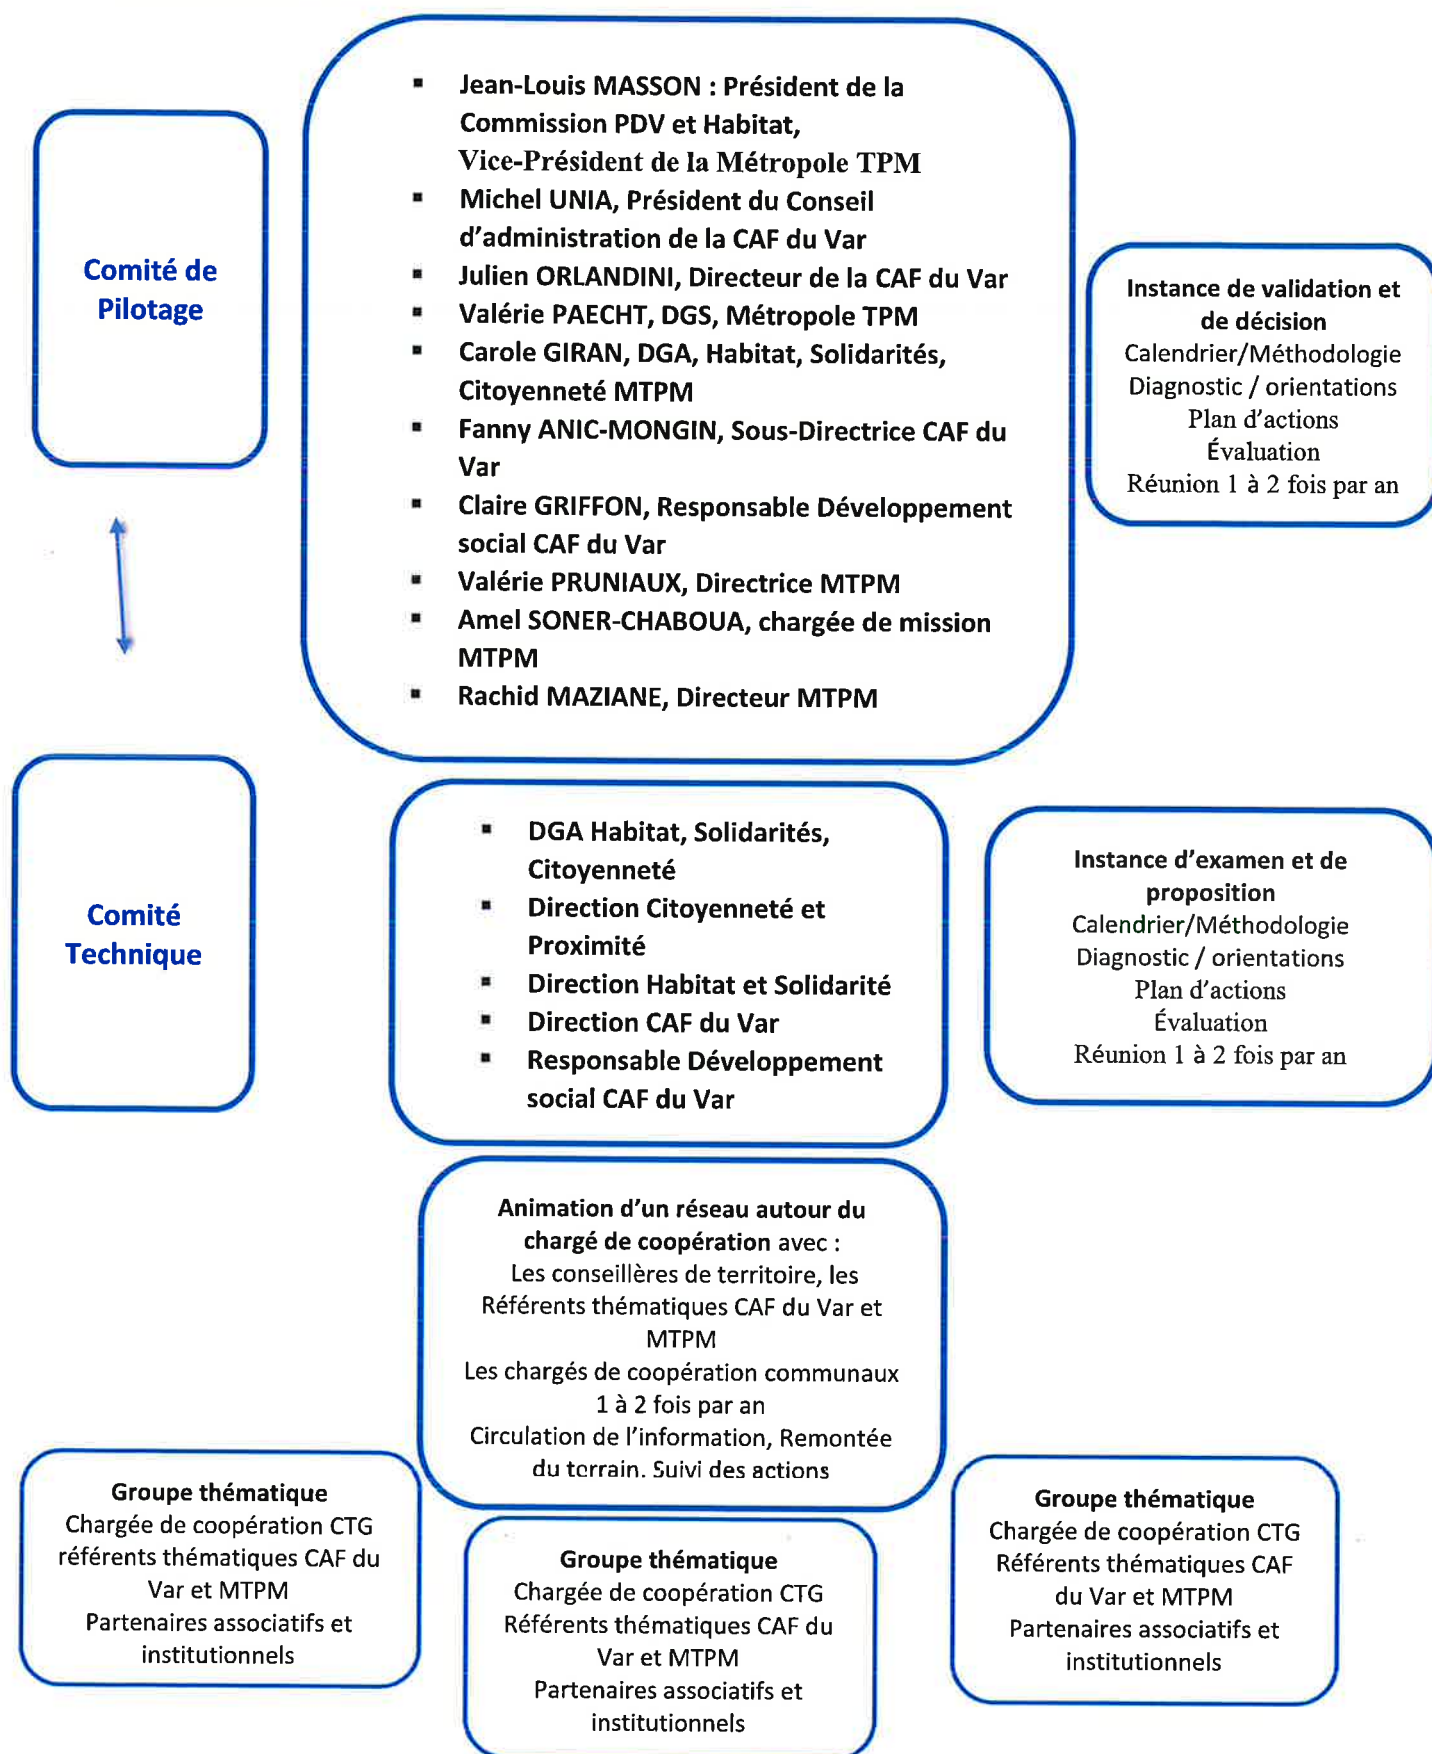 Comité de
Pilotage
▪ Jean-Louis MASSON : Président de la
Commission PDV et Habitat,
Vice-Président de la Métropole TPM
▪ Michel UNIA, Président du Conseil
d'administration de la CAF du Var
▪ Julien ORLANDINI, Directeur de la CAF du Var
▪ Valérie PAECHT, DGS, Métropole TPM
▪ Carole GIRAN, DGA, Habitat, Solidarités,
Citoyenneté MTPM
▪ Fanny ANIC-MONGIN, Sous-Directrice CAF du
Var
▪ Claire GRIFFON, Responsable Développement
social CAF du Var
▪ Valérie PRUNIAUX, Directrice MTPM
▪ Amel SONER-CHABOUA, chargée de mission
MTPM
▪ Rachid MAZIANE, Directeur MTPM
Instance de validation et
de décision
Calendrier/Méthodologie
Diagnostic / orientations
Plan d'actions
Évaluation
Réunion 1 à 2 fois par an
Comité
Technique
▪ DGA Habitat, Solidarités,
Citoyenneté
▪ Direction Citoyenneté et
Proximité
▪ Direction Habitat et Solidarité
▪ Direction CAF du Var
▪ Responsable Développement
social CAF du Var
Instance d'examen et de
proposition
Calendrier/Méthodologie
Diagnostic / orientations
Plan d'actions
Évaluation
Réunion 1 à 2 fois par an
Animation d'un réseau autour du
chargé de coopération avec :
Les conseillères de territoire, les
Référents thématiques CAF du Var et
MTPM
Les chargés de coopération communaux
1 à 2 fois par an
Circulation de l'information, Remontée
du terrain. Suivi des actions
Groupe thématique
Chargée de coopération CTG
référents thématiques CAF du
Var et MTPM
Partenaires associatifs et
institutionnels
Groupe thématique
Chargée de coopération CTG
Référents thématiques CAF du
Var et MTPM
Partenaires associatifs et
institutionnels
Groupe thématique
Chargée de coopération CTG
Référents thématiques CAF
du Var et MTPM
Partenaires associatifs et
institutionnels